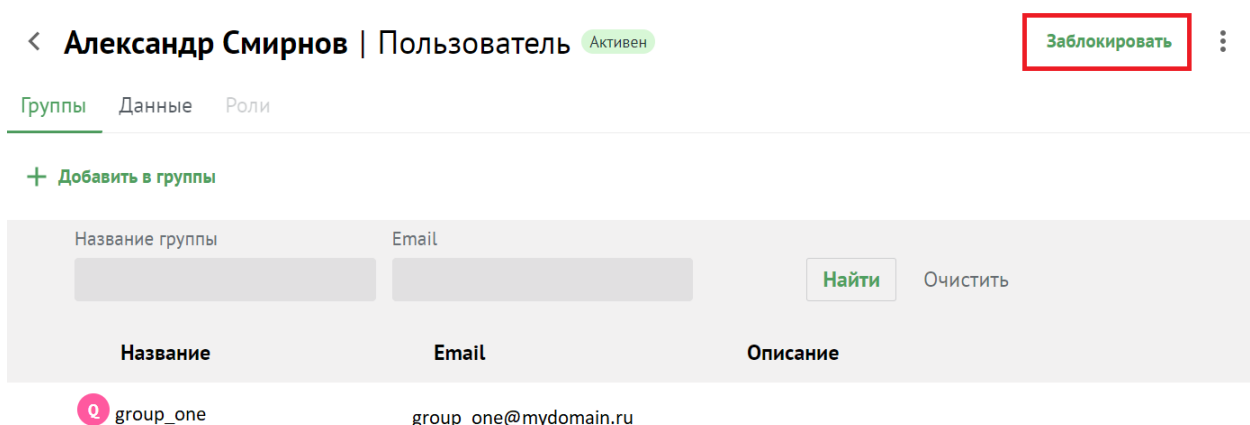 Александр Смирнов | Пользователь Активен Заблокировать
Группы Данные Роли
+ Добавить в группы
Название группы Email
Найти Очистить
Название Email Описание
Q group_one group_one@mydomain.ru